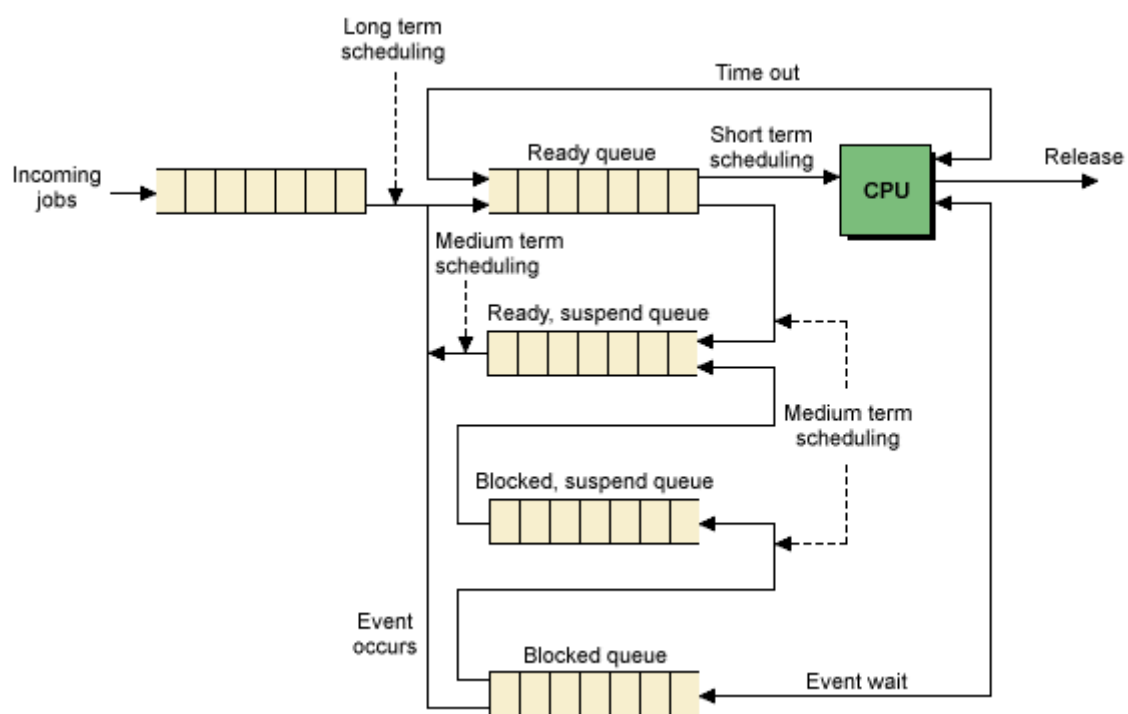 Long term
scheduling
Time out
Ready queue
Short term
scheduling
Incoming
jobs
CPU
Release
Medium term
scheduling
Ready, suspend queue
Medium term
scheduling
Blocked, suspend queue
Event
occurs
Blocked queue
Event wait